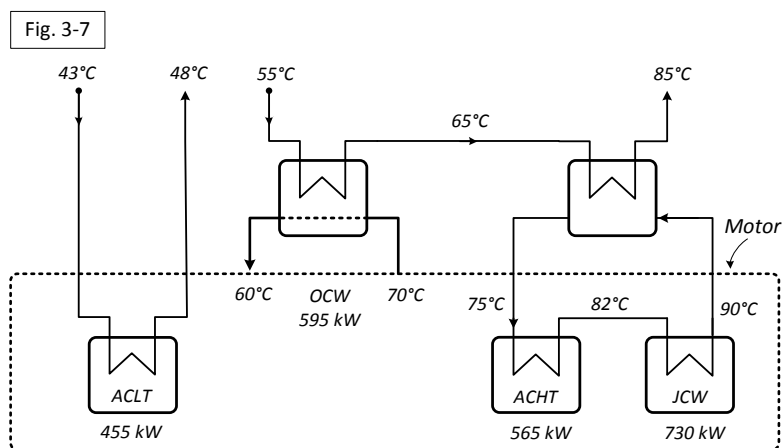 Fig. 3-7
43°C 48°C 55°C 85°C
65°C
Motor
60°C OCW 70°C 75°C 82°C 90°C
595 kW
ACLT ACHT JCW
455 kW 565 kW 730 kW